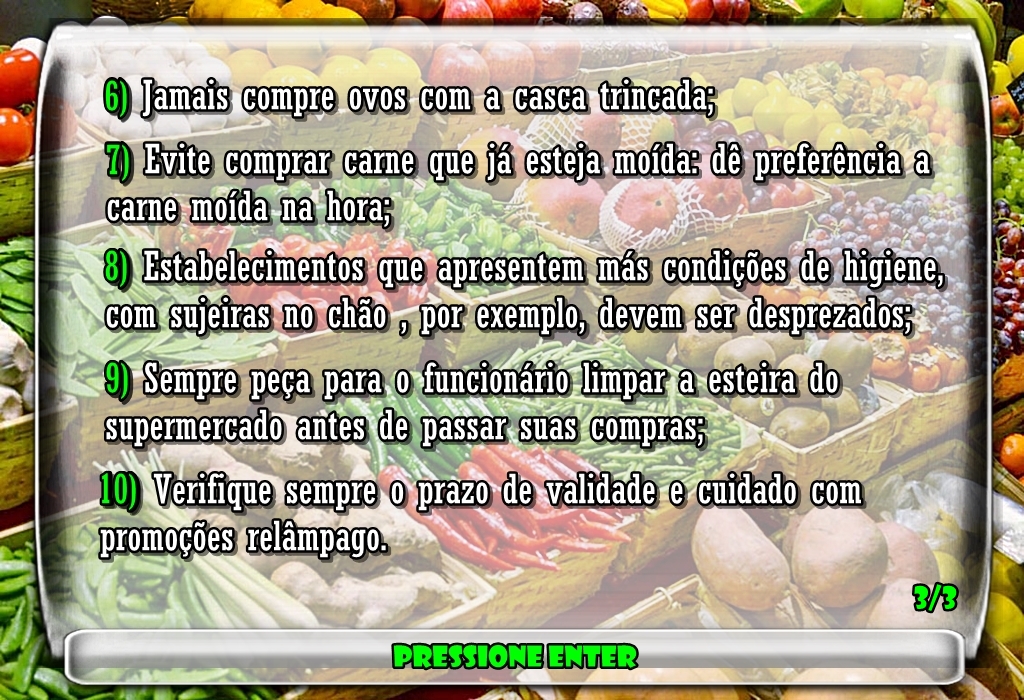 6) Jamais compre ovos com a casca trincada;
7) Evite comprar carne que já esteja moída: dê preferência a
carne moída na hora;
8) Estabelecimentos que apresentem más condições de higiene,
com sujeiras no chão , por exemplo, devem ser desprezados;
9) Sempre peça para o funcionário limpar a esteira do
supermercado antes de passar suas compras;
10) Verifique sempre o prazo de validade e cuidado com
promoções relâmpago.
3/3
PRESSIONE ENTER